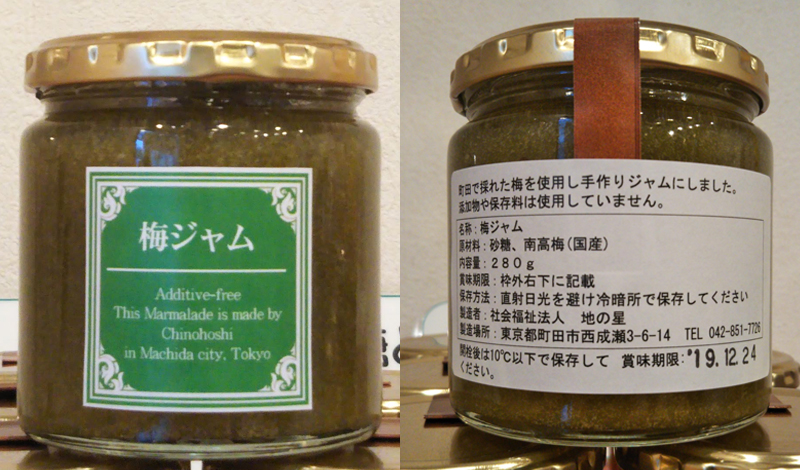 梅ジャム
Additive-free
This Marmalade is made by
Chinohoshi
in Machida city, Tokyo
町田で採れた梅を使用し手作りジャムにしました。
添加物や保存料は使用していません。
名称：梅ジャム
原材料：砂糖、南高梅(国産)
内容量：２８０ｇ
賞味期限：枠外右下に記載
保存方法：直射日光を避け冷暗所で保存してください
製造者：社会福祉法人　地の星
製造場所：東京都町田市西成瀬3-6-14　TEL 042-851-7726
開栓後は10℃以下で保存して　賞味期限：'19.12.24
ください。